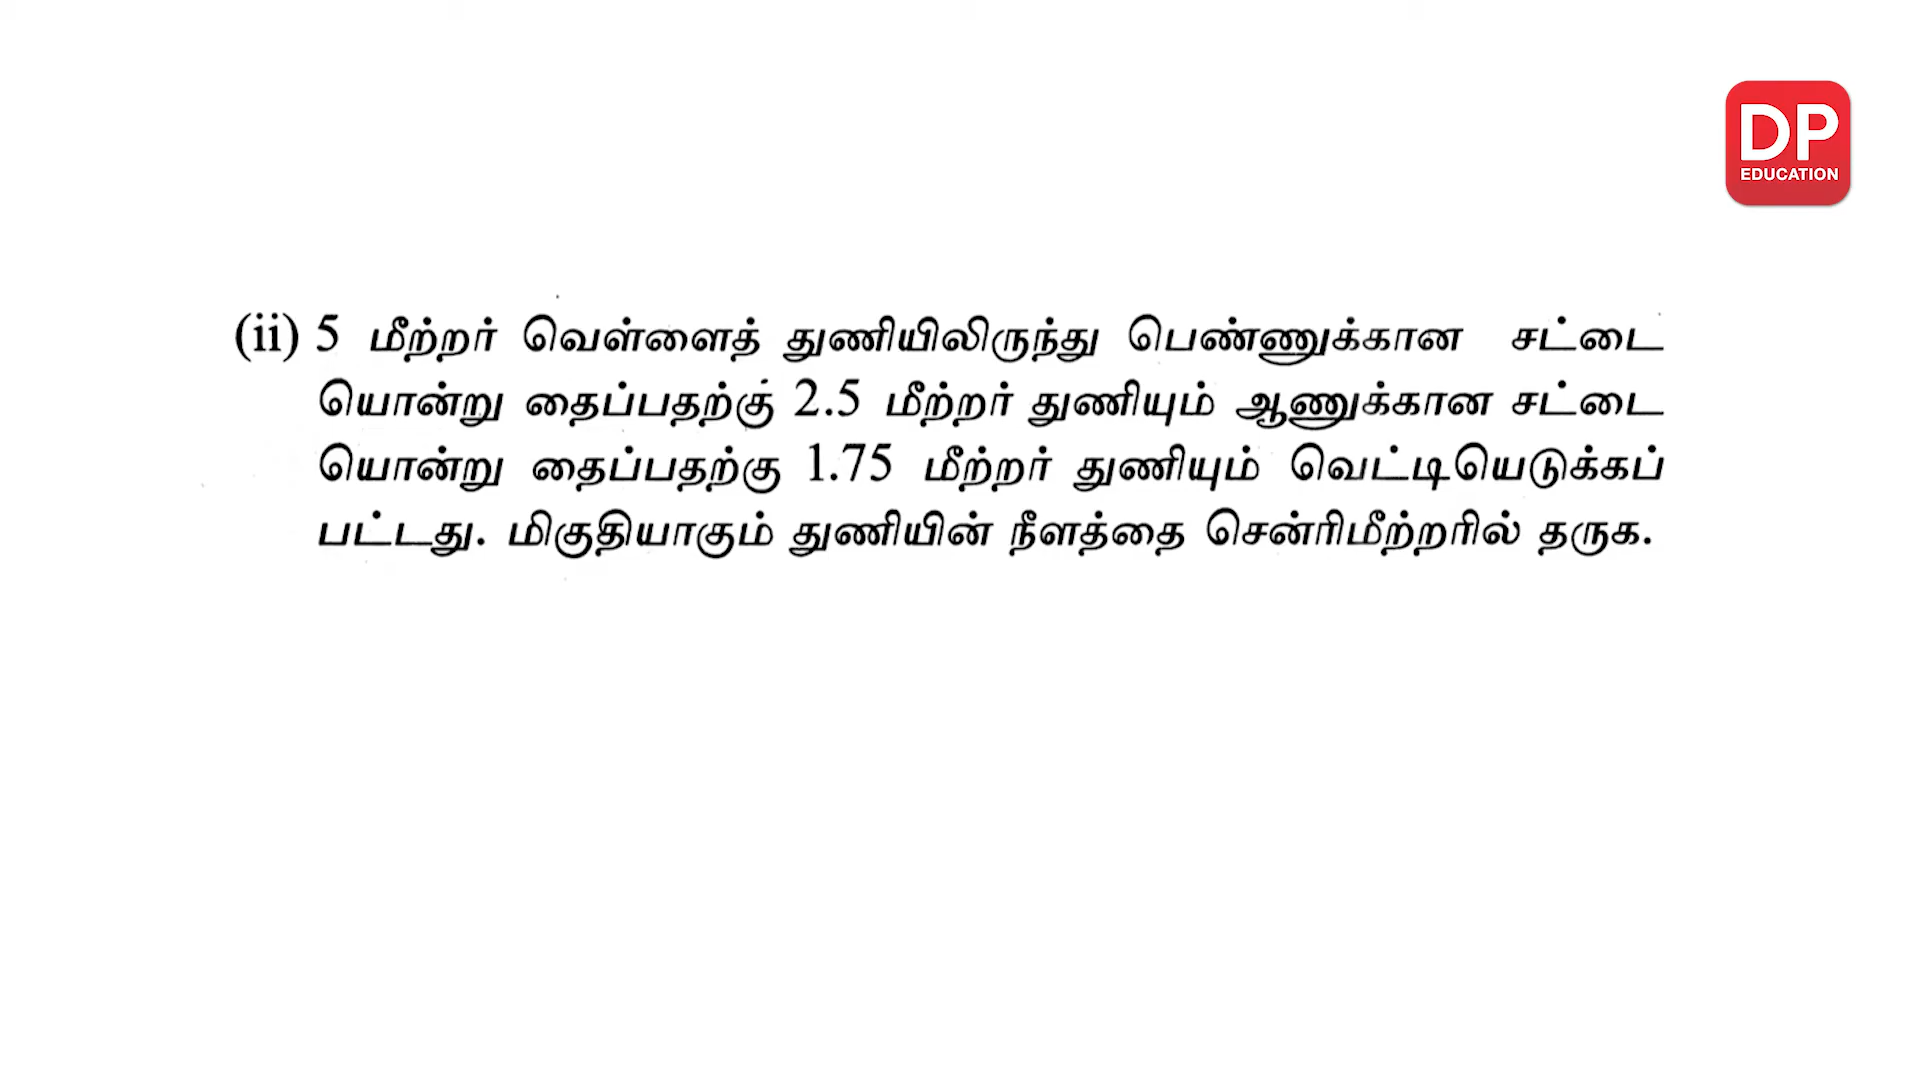 DP
EDUCATION
(ii) 5 மீற்றர் வெள்ளைத் துணியிலிருந்து பெண்ணுக்கான சட்டை
யொன்று தைப்பதற்கு 2.5 மீற்றர் துணியும் ஆணுக்கான சட்டை
யொன்று தைப்பதற்கு 1.75 மீற்றர் துணியும் வெட்டியெடுக்கப்
பட்டது. மிகுதியாகும் துணியின் நீளத்தை சென்ரிமீற்றரில் தருக.